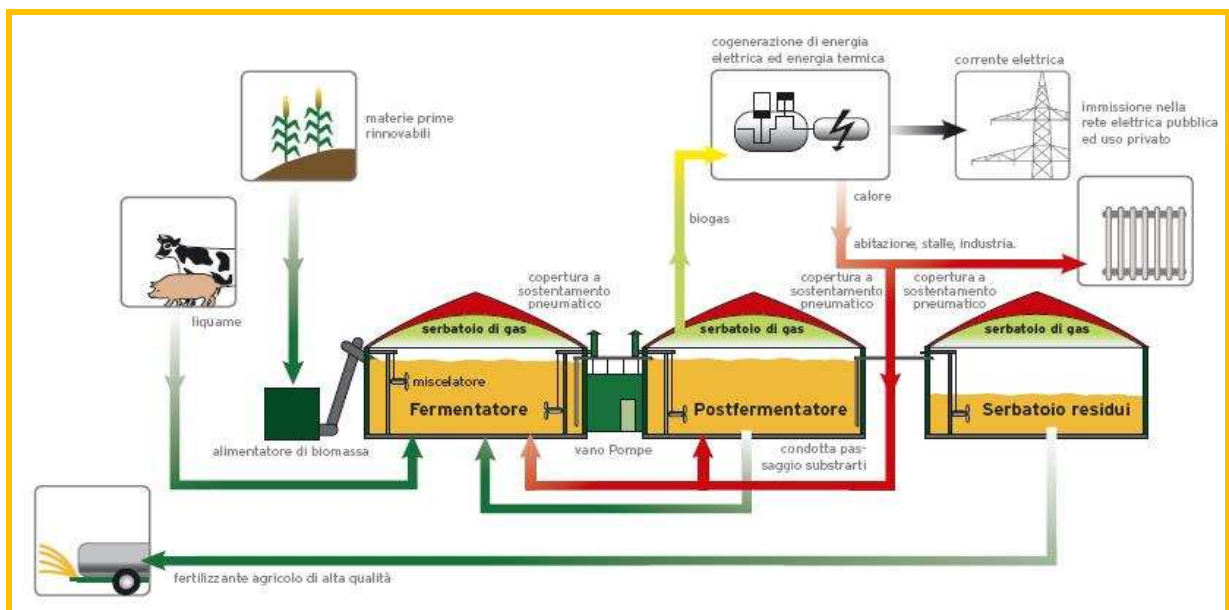 cogenerazione di energia
elettrica ed energia termica
corrente elettrica
materie prime
rinnovabili
immissione nella
rete elettrica pubblica
ed uso privato
biogas
calore
abitazione, stalle, industria.
liquame
copertura a
sostentamento
pneumatico
copertura a
sostentamento
pneumatico
copertura a
sostentamento
pneumatico
serbatoio di gas
serbatoio di gas
serbatoio di gas
miscelatore
Fermentatore
Postfermentatore
Serbatoio residui
alimentatore di biomassa
vano Pompe
condotta pas-
saggio substrarti
fertilizzante agricolo di alta qualità